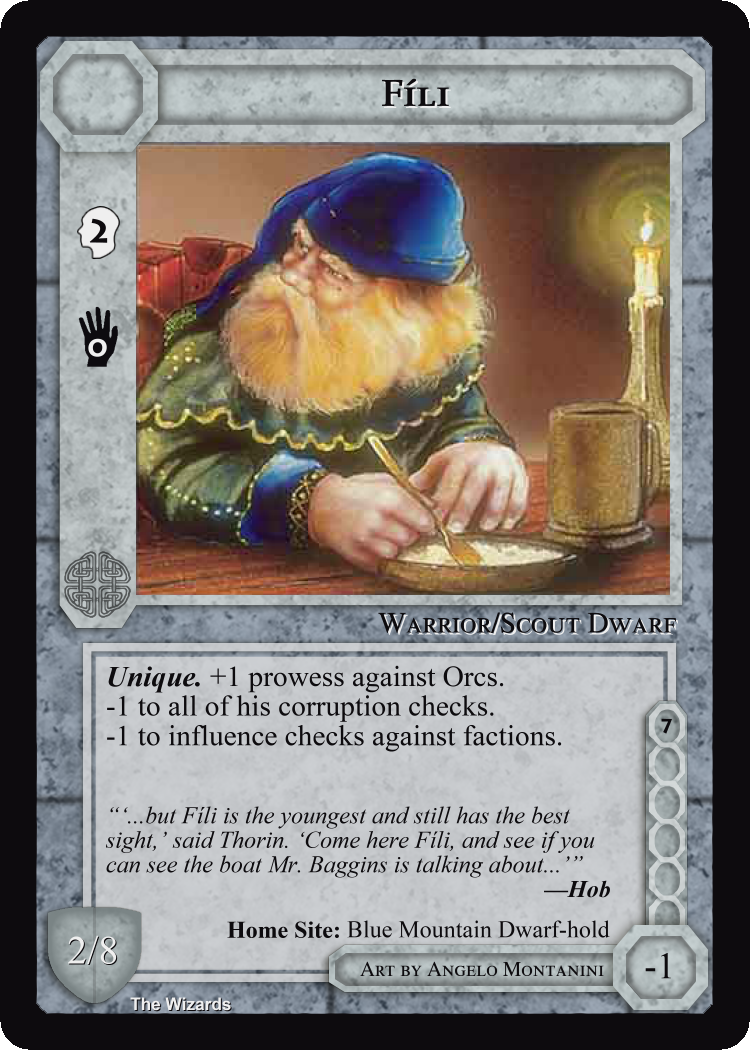 Fíli
2
0
Warrior/Scout Dwarf
Unique. +1 prowess against Orcs.
-1 to all of his corruption checks.
-1 to influence checks against factions.
7
“‘...but Fíli is the youngest and still has the best
sight,’ said Thorin. ‘Come here Fíli, and see if you
can see the boat Mr. Baggins is talking about...’”
—Hob
Home Site: Blue Mountain Dwarf-hold
2/8
Art by Angelo Montanini
-1
The Wizards